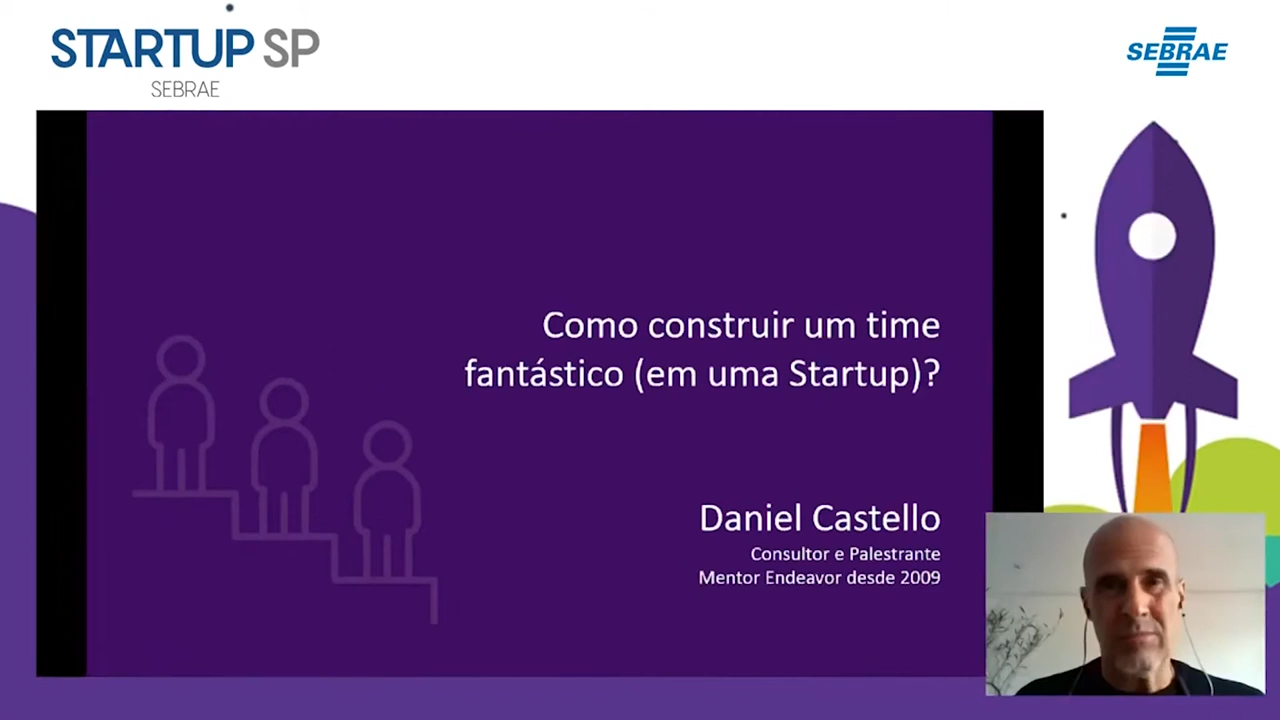 STARTUP SP
SEBRAE
SEBRAE
Como construir um time
fantástico (em uma Startup)?
Daniel Castello
Consultor e Palestrante
Mentor Endeavor desde 2009